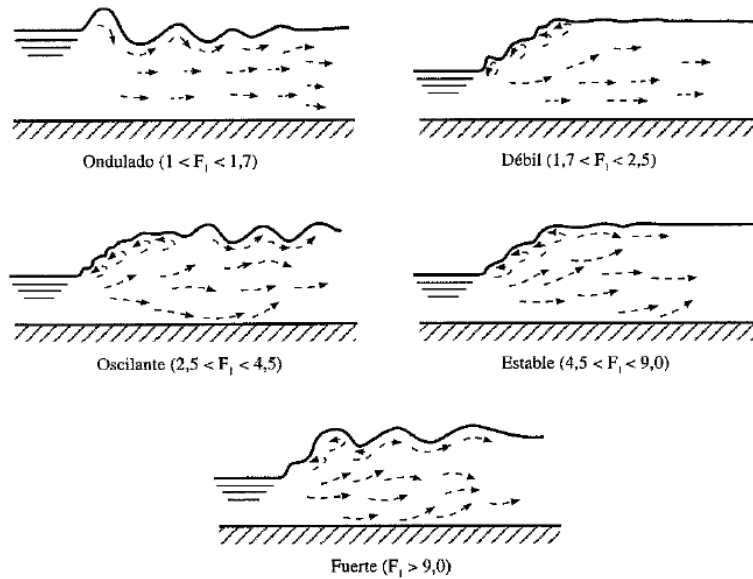 Ondulado (1 < F₁ < 1,7)
Débil (1,7 < F₁ < 2,5)
Oscilante (2,5 < F₁ < 4,5)
Estable (4,5 < F₁ < 9,0)
Fuerte (F₁ > 9,0)